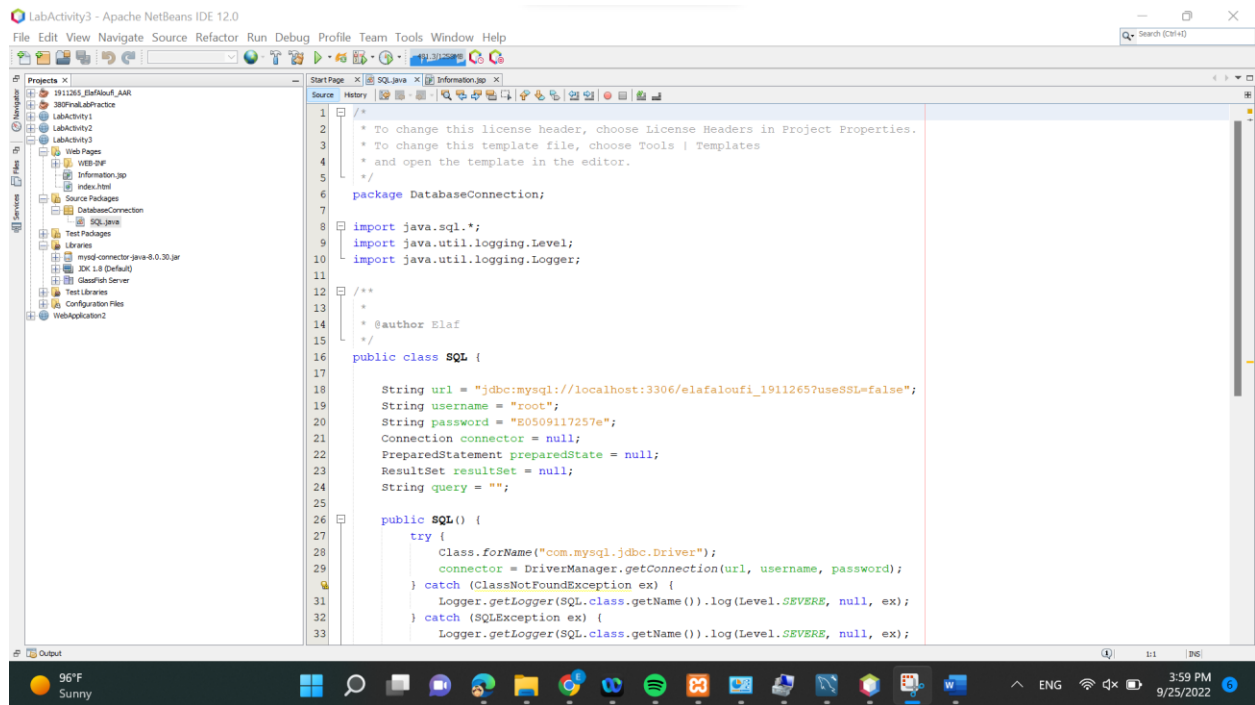 LabActivity3 - Apache NetBeans IDE 12.0
File Edit View Navigate Source Refactor Run Debug Profile Team Tools Window Help
Search (Ctrl+I)
Projects
Start Page
SQL.java
Information.jsp
Navigator
Files
Services
1911265_ElafAloufi_AAR
380FinalLabPractice
LabActivity1
LabActivity2
LabActivity3
Web Pages
WEB-INF
Information.jsp
index.html
Source Packages
DatabaseConnection
SQL.java
Test Packages
Libraries
mysql-connector-java-8.0.30.jar
JDK 1.8 (Default)
GlassFish Server
Test Libraries
Configuration Files
WebApplication2
Source History
1 /*
2 * To change this license header, choose License Headers in Project Properties.
3 * To change this template file, choose Tools | Templates
4 * and open the template in the editor.
5 */
6 package DatabaseConnection;
7
8 import java.sql.*;
9 import java.util.logging.Level;
10 import java.util.logging.Logger;
11
12 /**
13 *
14 * @author Elaf
15 */
16 public class SQL {
17
18 String url = "jdbc:mysql://localhost:3306/elafaloufi_1911265?useSSL=false";
19 String username = "root";
20 String password = "E0509117257e";
21 Connection connector = null;
22 PreparedStatement preparedState = null;
23 ResultSet resultSet = null;
24 String query = "";
25
26 public SQL() {
27 try {
28 Class.forName("com.mysql.jdbc.Driver");
29 connector = DriverManager.getConnection(url, username, password);
} catch (ClassNotFoundException ex) {
31 Logger.getLogger(SQL.class.getName()).log(Level.SEVERE, null, ex);
32 } catch (SQLException ex) {
33 Logger.getLogger(SQL.class.getName()).log(Level.SEVERE, null, ex);
Output
1:1
INS
96°F
Sunny
ENG
3:59 PM
9/25/2022
6